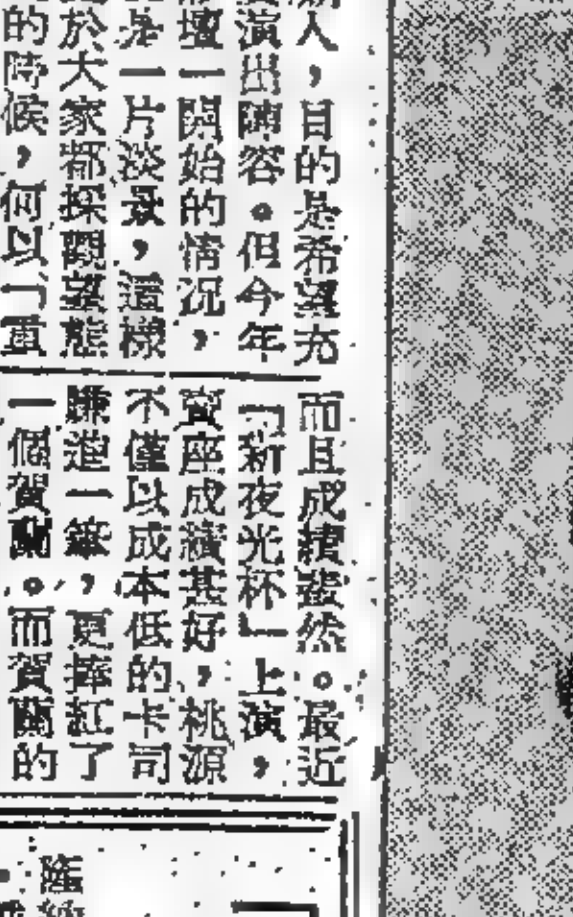 人，目的是希望充
演出陣容。但今年
壇一開始的情況，
是一片淡景，這樣
於大家都採觀望態
的時候，何以「重
而且成績斐然。最近
「新夜光杯」上演，
賣座成績甚好，桃源
不僅以成本低的卡司
賺進一筆，更捧紅了
一個賀蘭。而賀蘭的